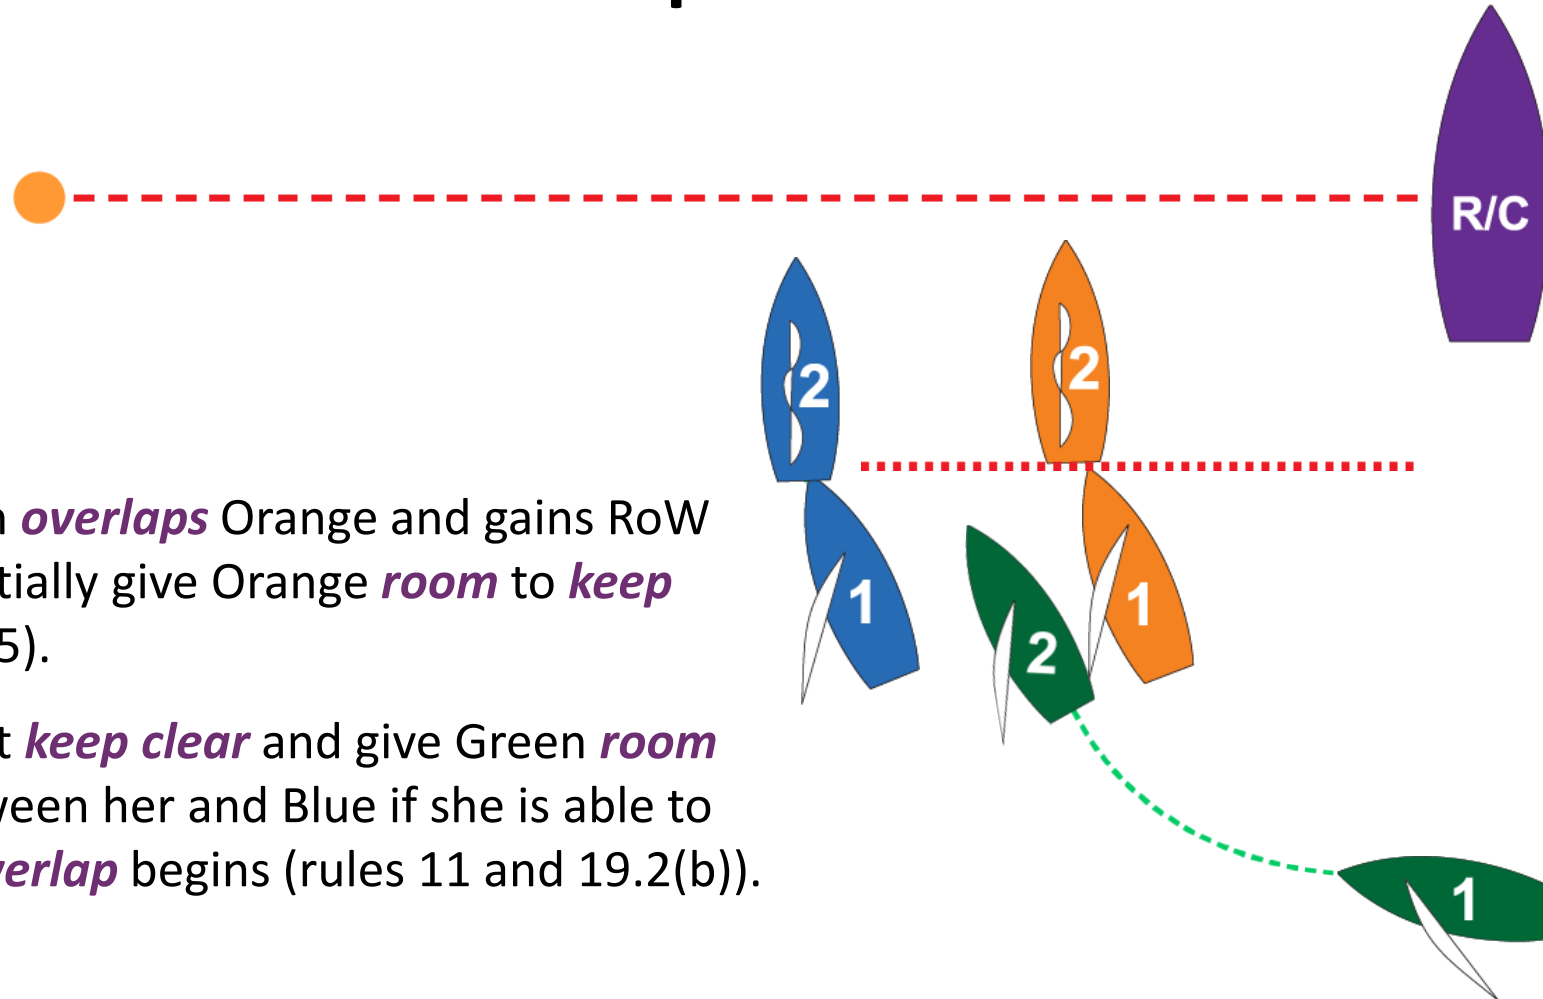 R/C
2
2
overlaps Orange and gains RoW
tially give Orange room to keep
5).
1
1
2
t keep clear and give Green room
ween her and Blue if she is able to
verlap begins (rules 11 and 19.2(b)).
1